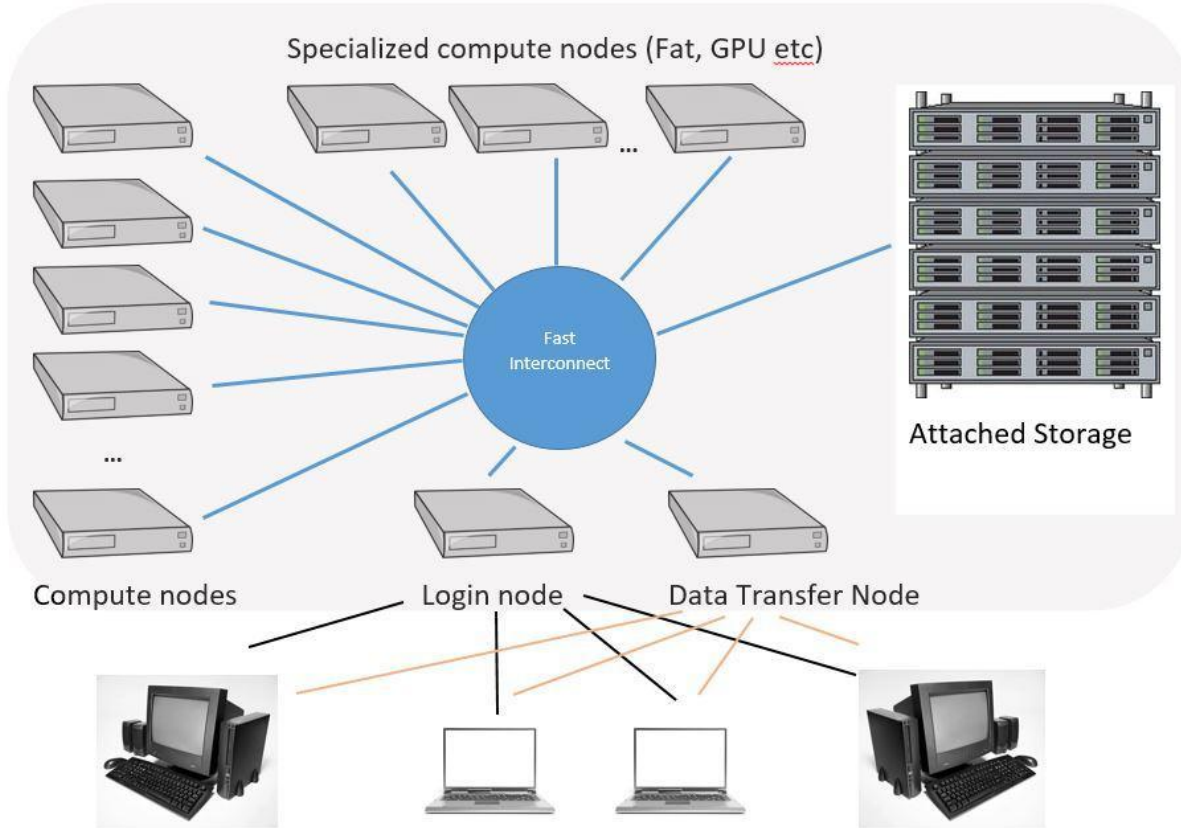 Specialized compute nodes (Fat, GPU etc)
...
Fast
Interconnect
Attached Storage
...
Compute nodes
Login node
Data Transfer Node